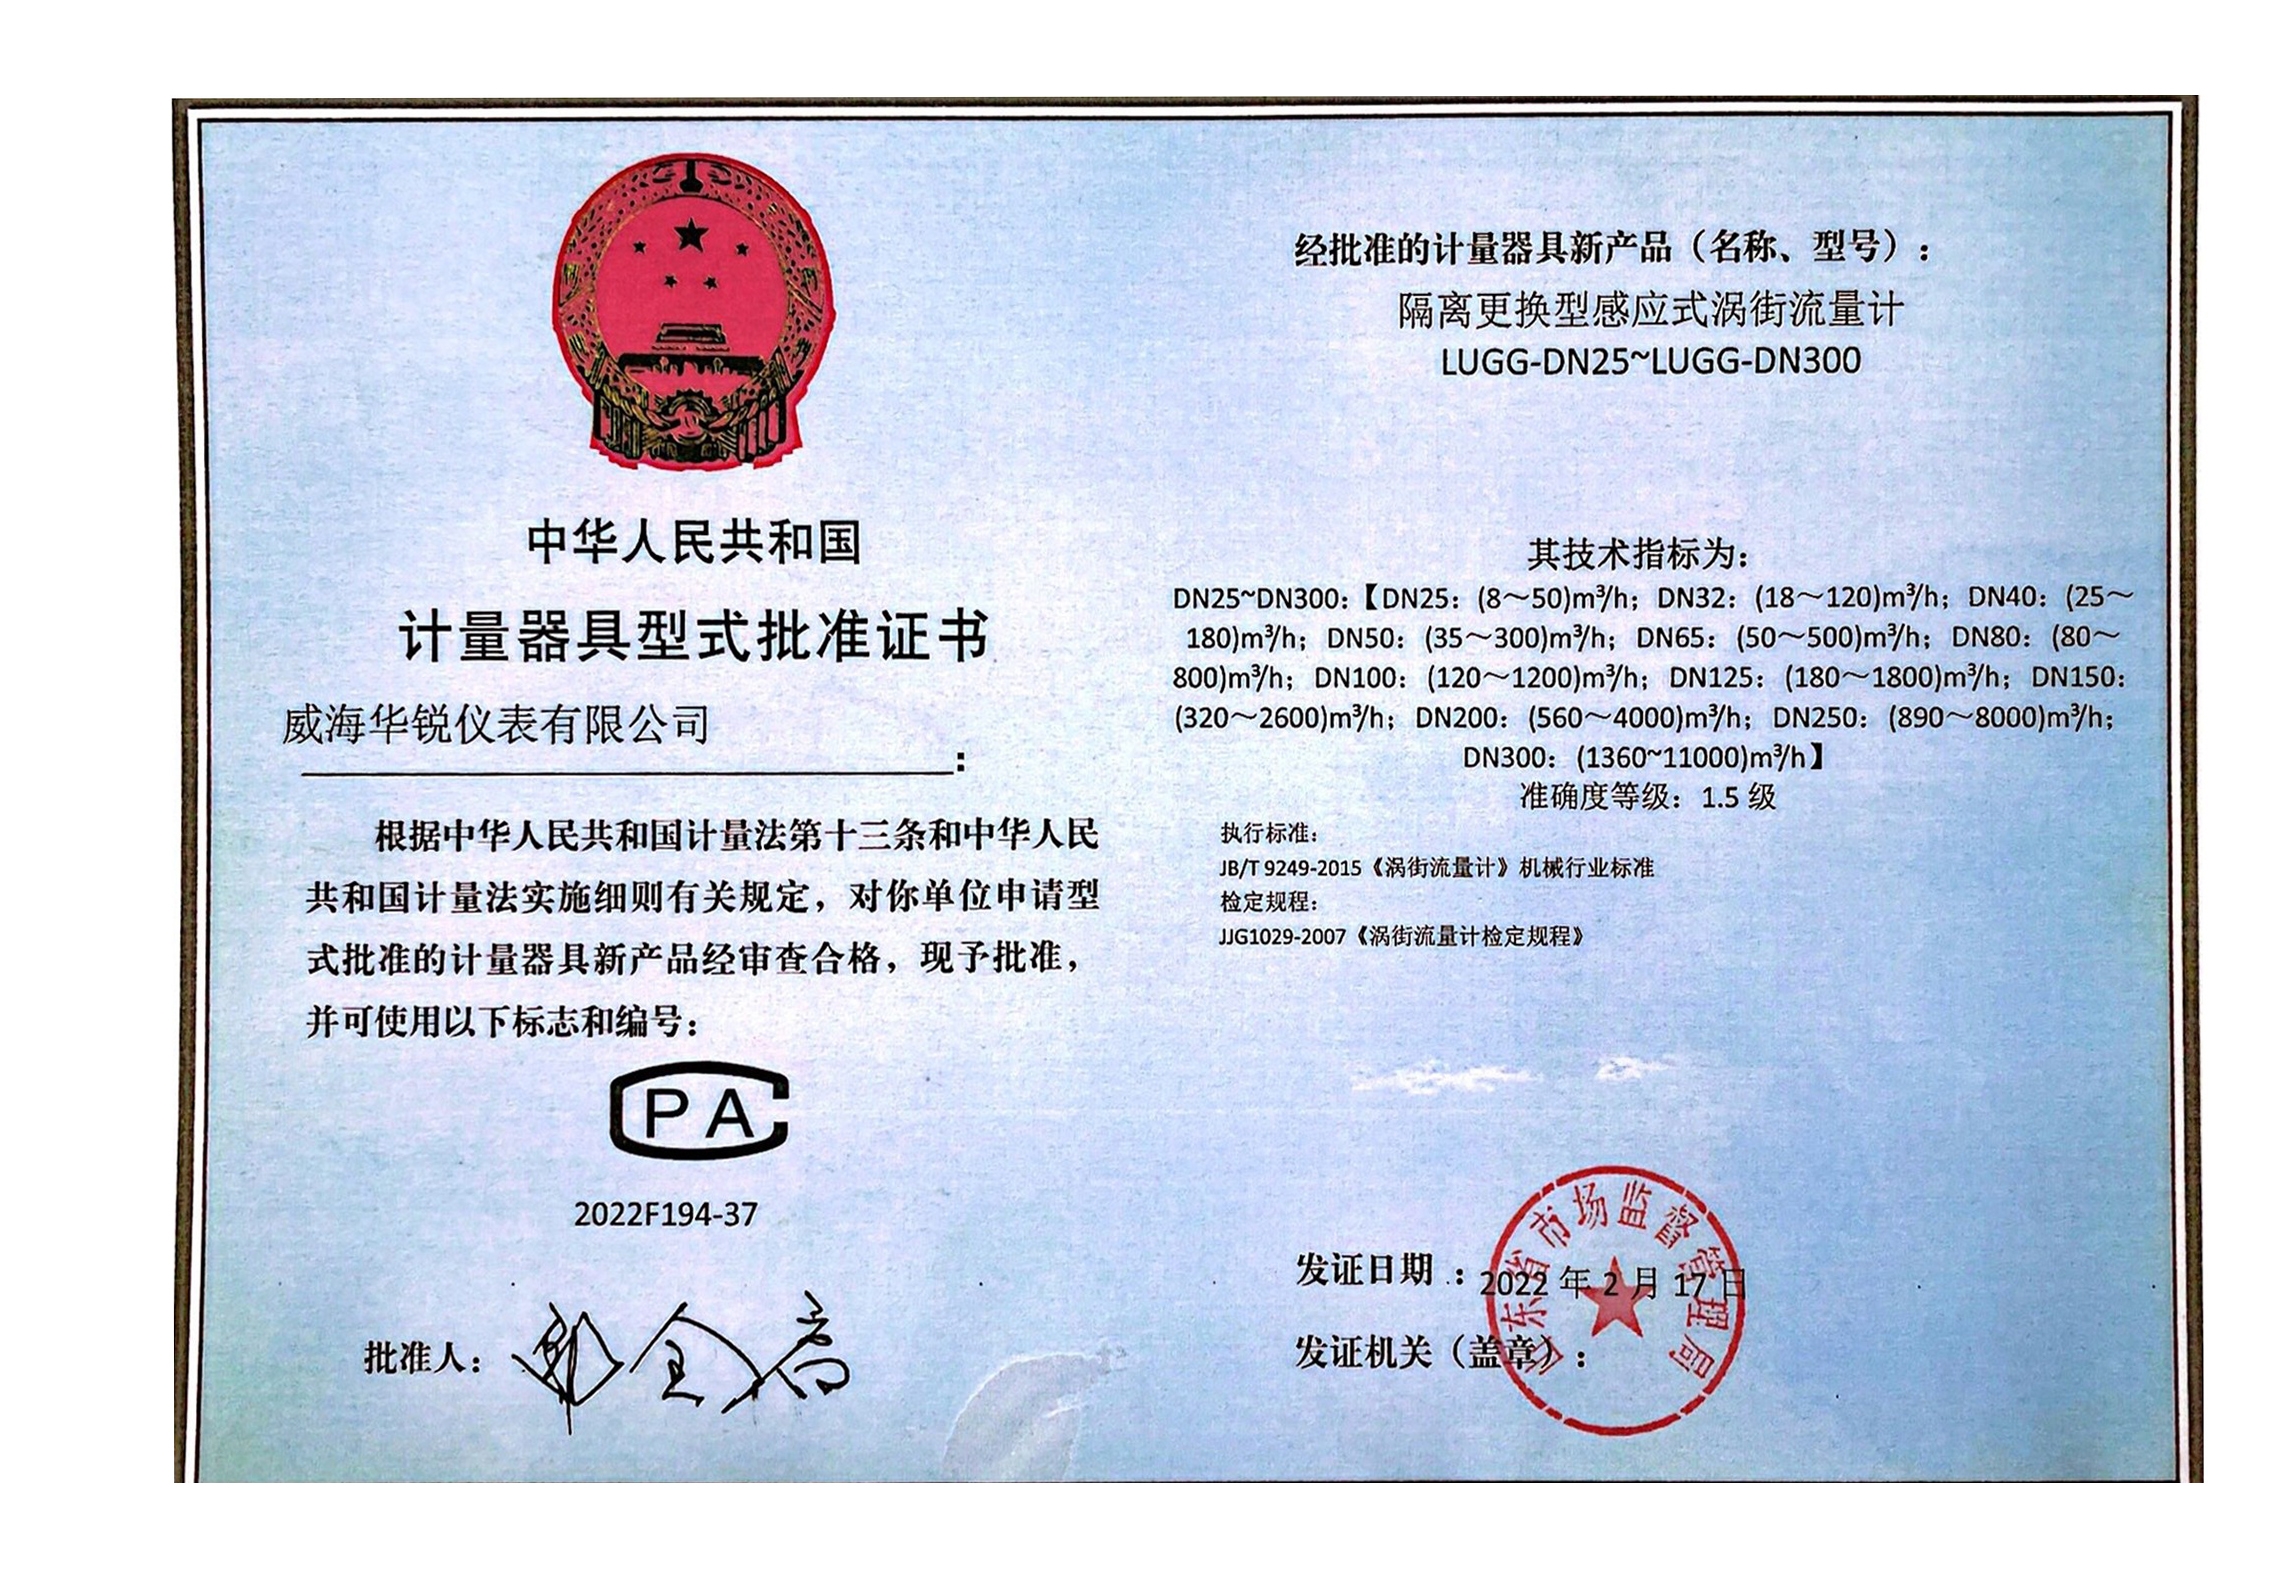 中华人民共和国
计量器具型式批准证书
威海华锐仪表有限公司
：
根据中华人民共和国计量法第十三条和中华人民
共和国计量法实施细则有关规定，对你单位申请型
式批准的计量器具新产品经审查合格，现予批准，
并可使用以下标志和编号：
CPA
2022F194-37
批准人：
经批准的计量器具新产品（名称、型号）：
隔离更换型感应式涡街流量计
LUGG-DN25~LUGG-DN300
其技术指标为：
DN25~DN300:【DN25：(8～50)m³/h；DN32：(18～120)m³/h；DN40：(25～
180)m³/h；DN50：(35～300)m³/h；DN65：(50～500)m³/h；DN80：(80～
800)m³/h；DN100：(120～1200)m³/h；DN125：(180～1800)m³/h；DN150：
(320～2600)m³/h；DN200：(560～4000)m³/h；DN250：(890～8000)m³/h；
DN300：(1360~11000)m³/h】
准确度等级：1.5 级
执行标准：
JB/T 9249-2015《涡街流量计》机械行业标准
检定规程：
JJG1029-2007《涡街流量计检定规程》
发证日期：2022 年 2 月 17 日
发证机关（盖章）：
山东省市场监督管理局